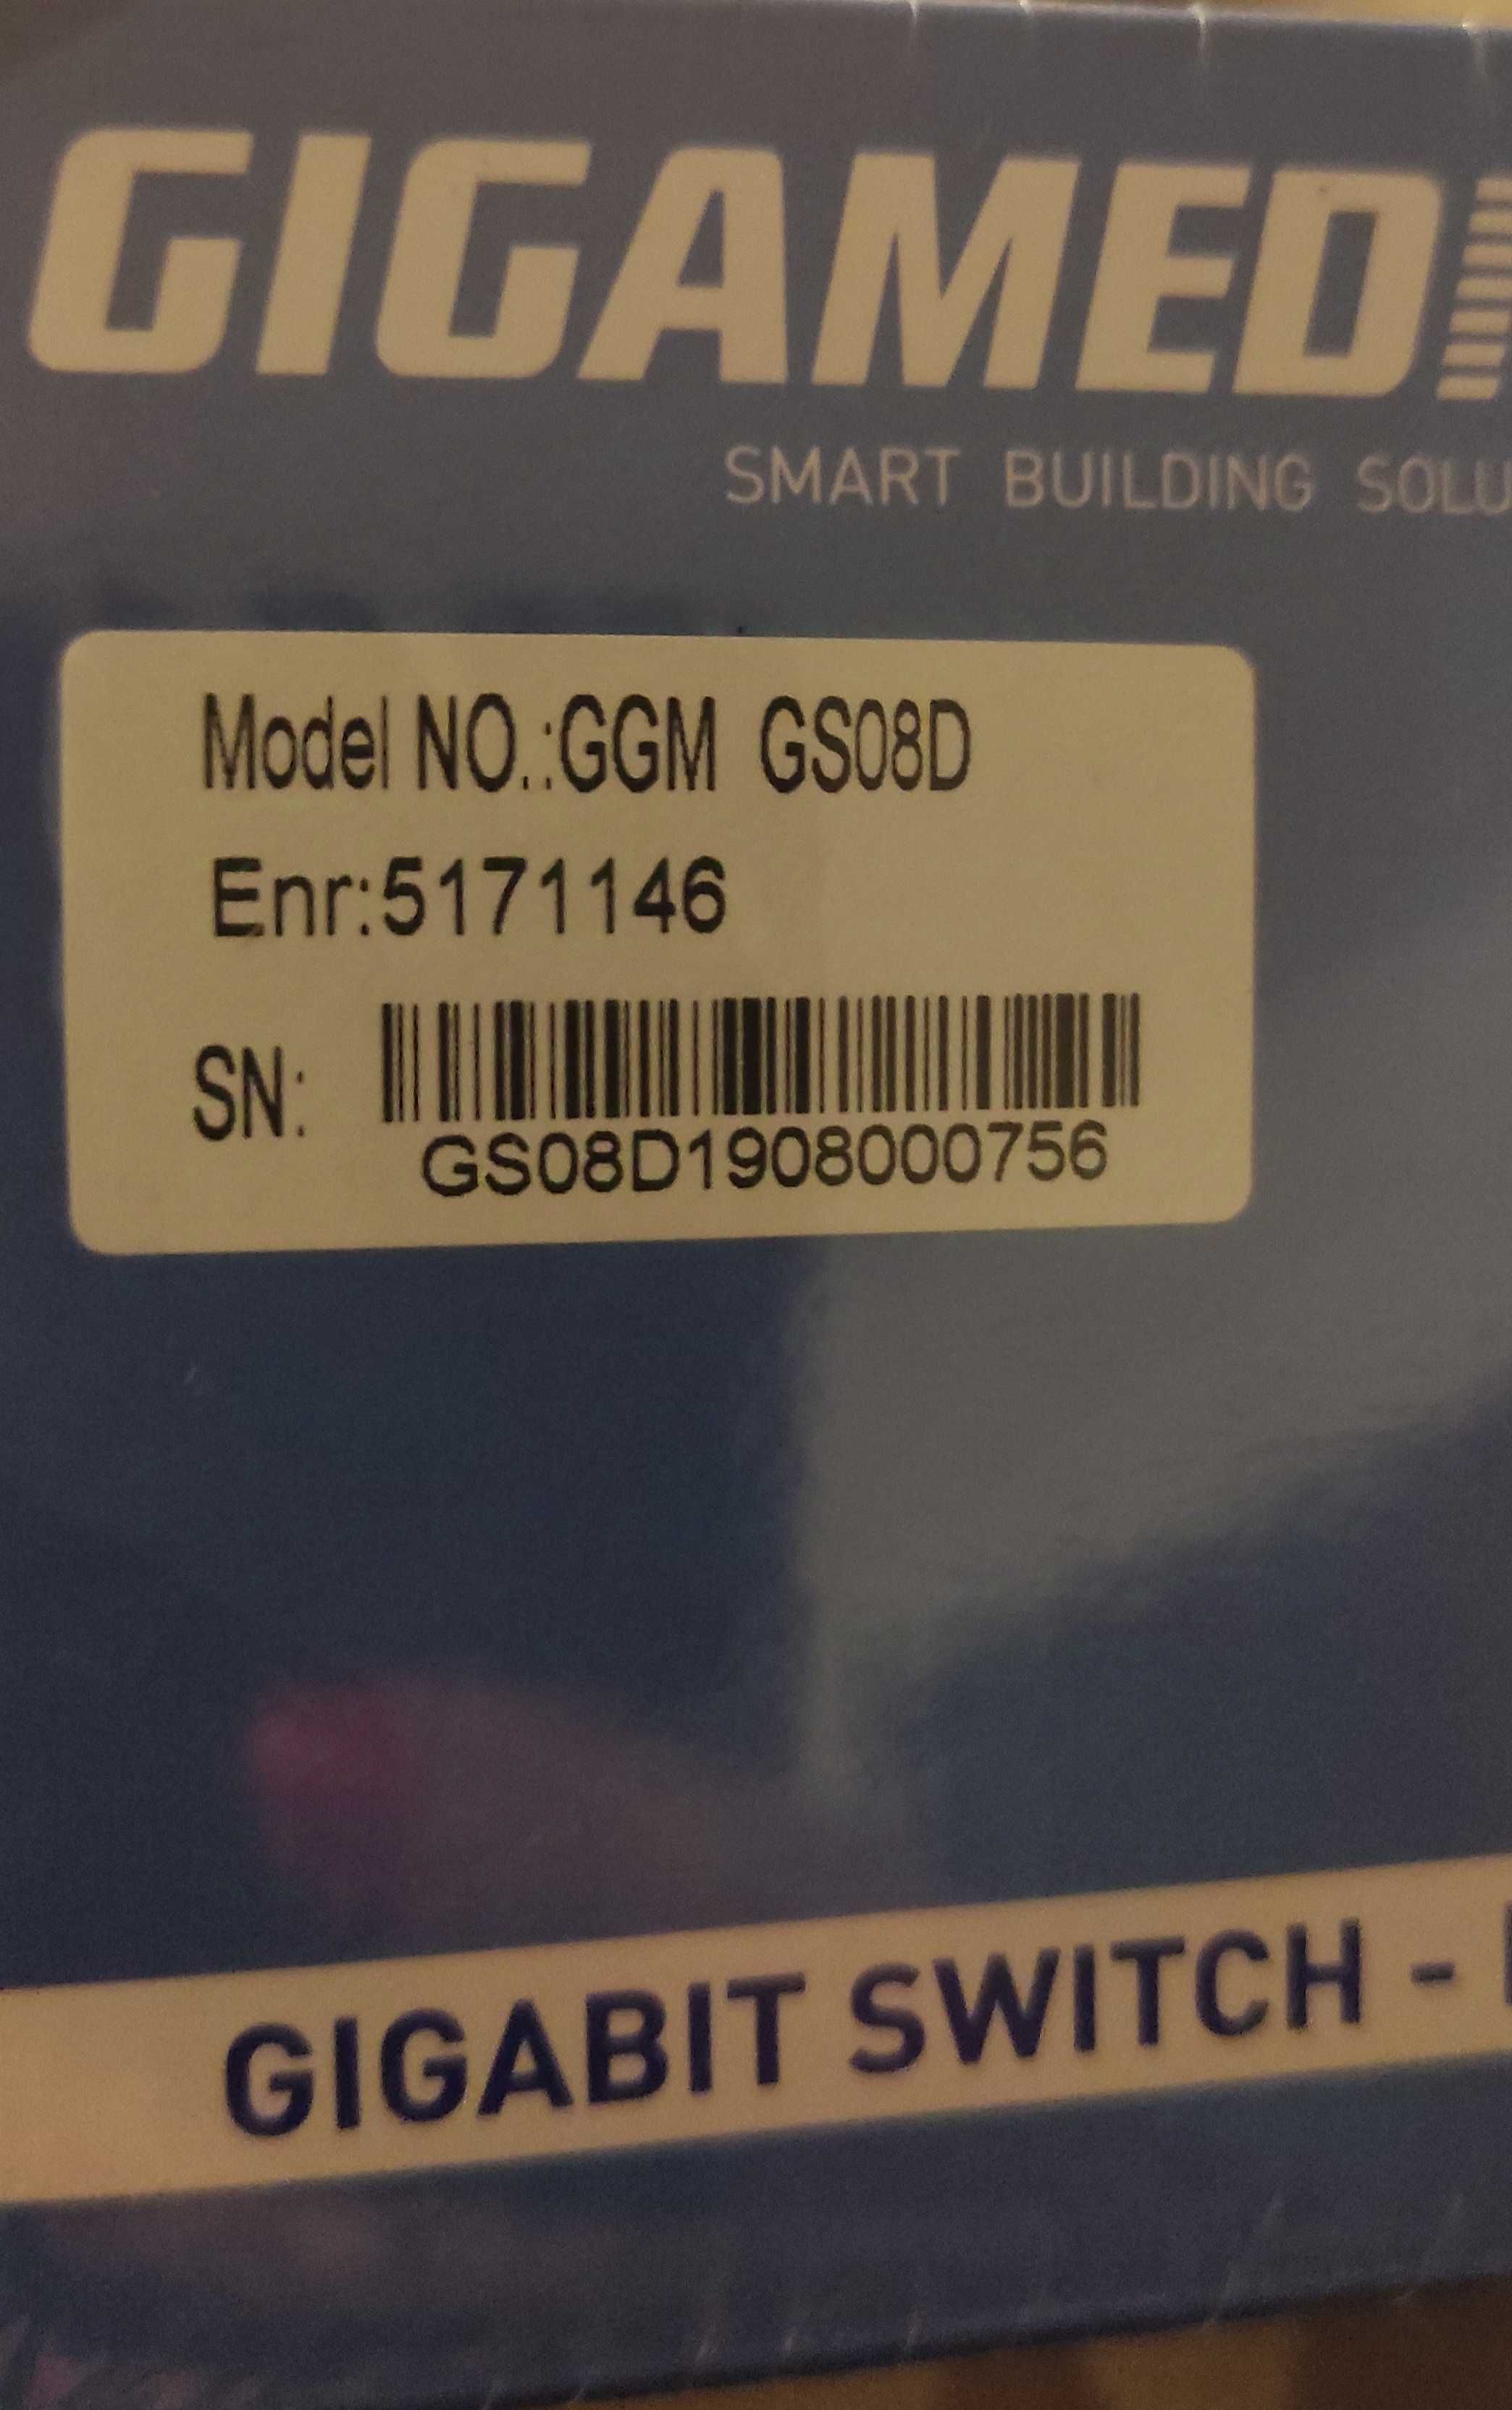 GIGAMED
SMART BUILDING SOLU
Model NO.:GGM GS08D
Enr:5171146
SN:
GS08D1908000756
GIGABIT SWITCH -